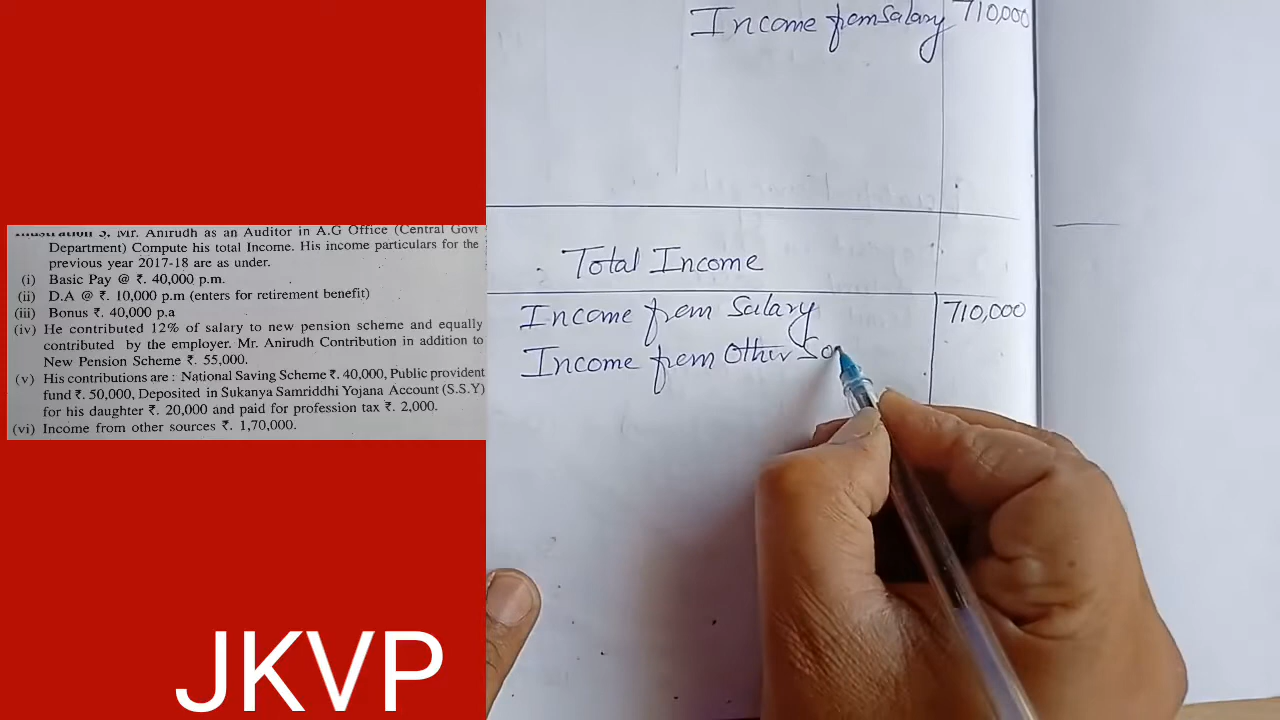 Illustration 3, Mr. Anirudh as an Auditor in A.G Office (Central Govt
Department) Compute his total Income. His income particulars for the
previous year 2017-18 are as under.
(i) Basic Pay @ ₹. 40,000 p.m.
(ii) D.A @ ₹. 10,000 p.m (enters for retirement benefit)
(iii) Bonus ₹. 40,000 p.a
(iv) He contributed 12% of salary to new pension scheme and equally
contributed by the employer. Mr. Anirudh Contribution in addition to
New Pension Scheme ₹. 55,000.
(v) His contributions are : National Saving Scheme ₹. 40,000, Public provident
fund ₹. 50,000, Deposited in Sukanya Samriddhi Yojana Account (S.S.Y)
for his daughter ₹. 20,000 and paid for profession tax ₹. 2,000.
(vi) Income from other sources ₹. 1,70,000.
JKVP
Income from Salary 710,000
Total Income
Income from Salary 710,000
Income from Other So